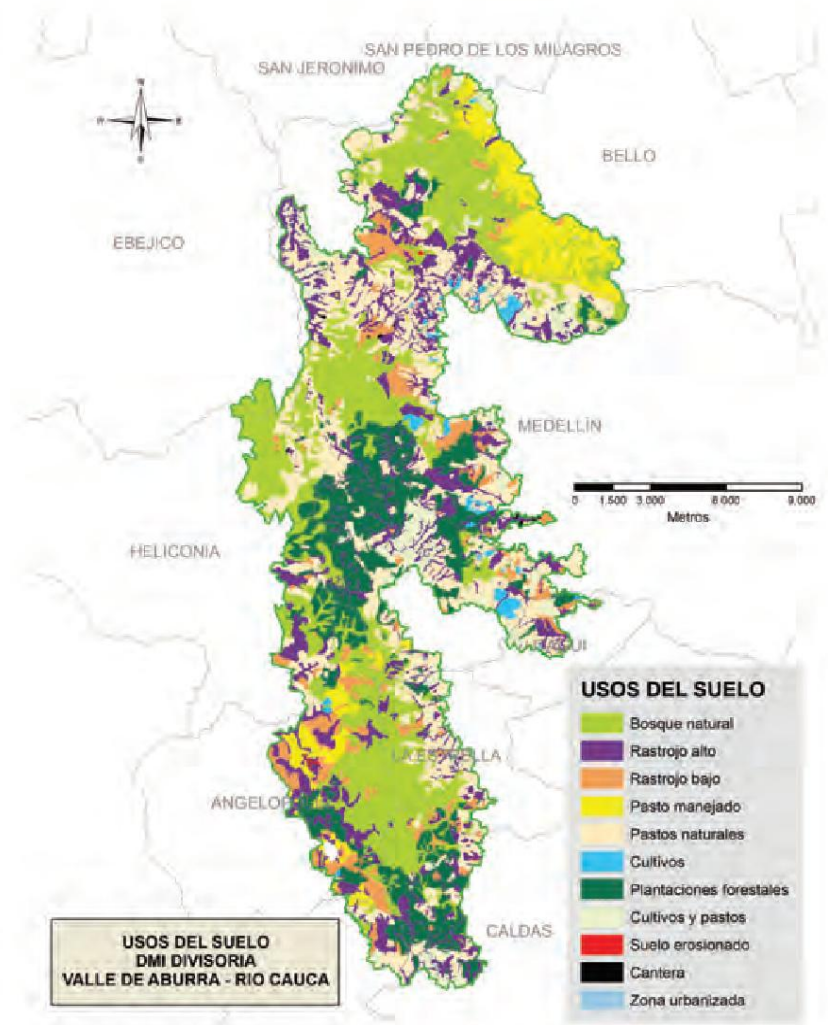 SAN PEDRO DE LOS MILAGROS
SAN JERONIMO
N
BELLO
EBEJICO
MEDELLÍN
0 1.500 3.000 6.000 9.000
Metros
HELICONIA
USOS DEL SUELO
Bosque natural
Rastrojo alto
Rastrojo bajo
Pasto manejado
Pastos naturales
Cultivos
Plantaciones forestales
Cultivos y pastos
Suelo erosionado
Cantera
Zona urbanizada
CALDAS
USOS DEL SUELO
DMI DIVISORIA
VALLE DE ABURRA - RIO CAUCA